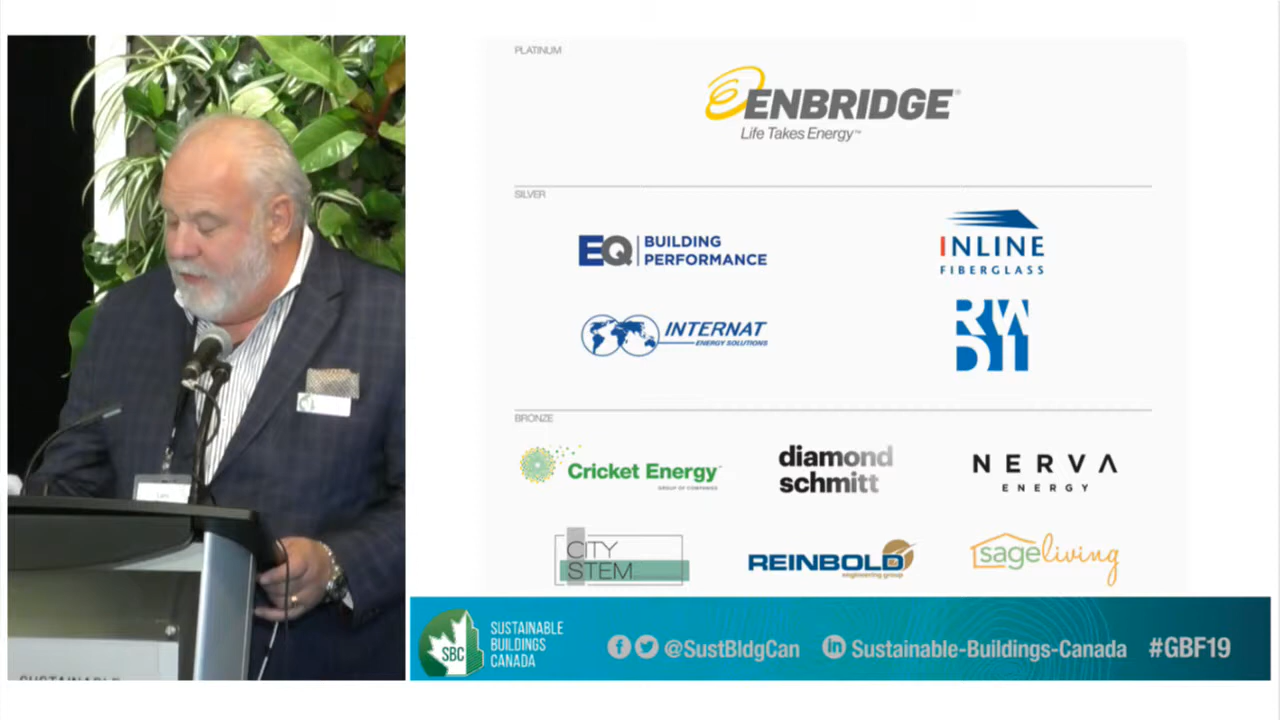 PLATINUM
ENBRIDGE®
Life Takes Energy™
SILVER
EQ BUILDING PERFORMANCE
INLINE
FIBERGLASS
INTERNAT
ENERGY SOLUTIONS
RWDI
BRONZE
Cricket Energy
GROUP OF COMPANIES
diamond
schmitt
NERVA
ENERGY
CITY
STEM
REINBOLD
engineering group
sageliving
SBC
SUSTAINABLE
BUILDINGS
CANADA
@SustBldgCan
Sustainable-Buildings-Canada
#GBF19